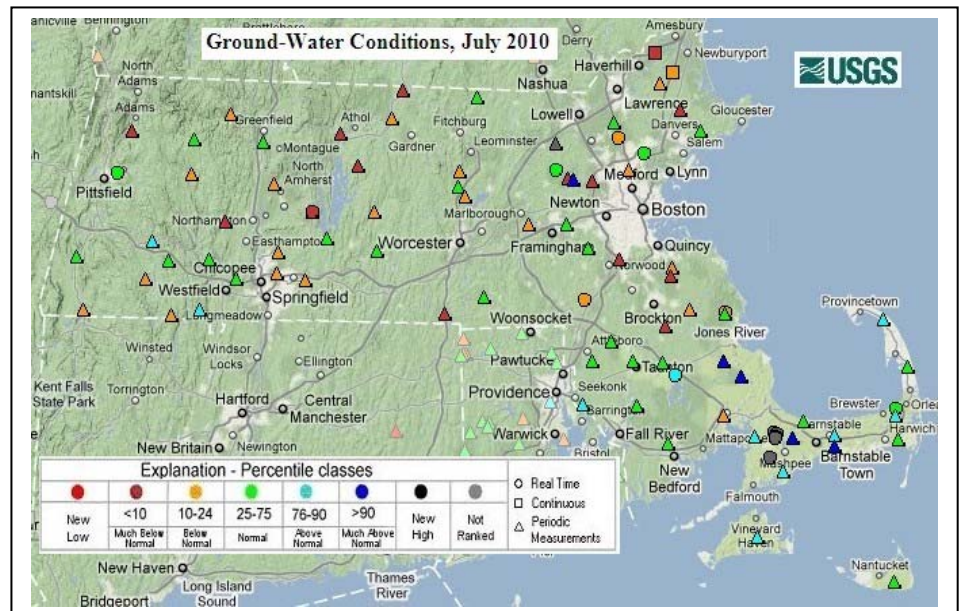 Ground-Water Conditions, July 2010
USGS
Bennington
Brattleboro
Derry
Amesbury
Haverhill
Newburyport
Nashua
North
Adams
Adams
Lawrence
Gloucester
Athol
Fitchburg
Lowell
Danvers
Greenfield
Salem
Montague
Gardner
Leominster
North
Amherst
Medford
Lynn
Pittsfield
Newton
Boston
Northampton
Marlborough
Easthampton
Worcester
Framingham
Quincy
Chicopee
Norwood
Westfield
Springfield
Provincetown
Longmeadow
Brockton
Woonsocket
Jones River
Winsted
Windsor
Locks
Ellington
Attleboro
Pawtucke
Taunton
Kent Falls
State Park
Torrington
Providence
Seekonk
Hartford
Central
Manchester
Barrington
Brewster
Orlea
Warwick
Fall River
Mattapoise
Barnstable
Harwich
New Britain
Newington
Bristol
New
Bedford
Mashpee
Barnstable
Town
Falmouth
Vineyard
Haven
Nantucket
Explanation - Percentile classes
<10
10-24
25-75
76-90
>90
New
Low
Much Below
Normal
Below
Normal
Normal
Above
Normal
Much Above
Normal
New
High
Not
Ranked
Real Time
Continuous
Periodic
Measurements
New Haven
Long Island
Sound
Thames
River
Bridgeport